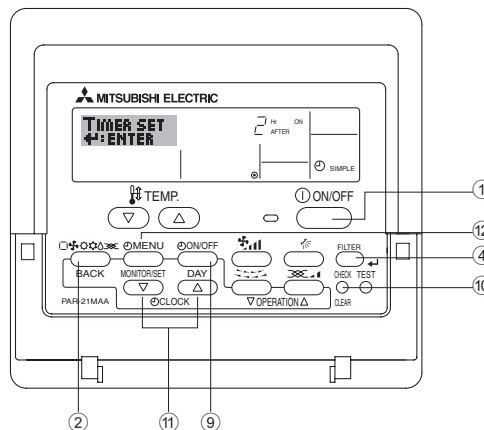 MITSUBISHI ELECTRIC
TIMER SET
↵:ENTER
2 Hr ON
AFTER
SIMPLE
TEMP.
ON/OFF
①
MENU
ON/OFF
⑫
BACK
MONITOR/SET
DAY
FILTER
④
CHECK TEST
PAR-21MAA
CLOCK
▽ OPERATION △
CLEAR
⑩
②
⑪
⑨